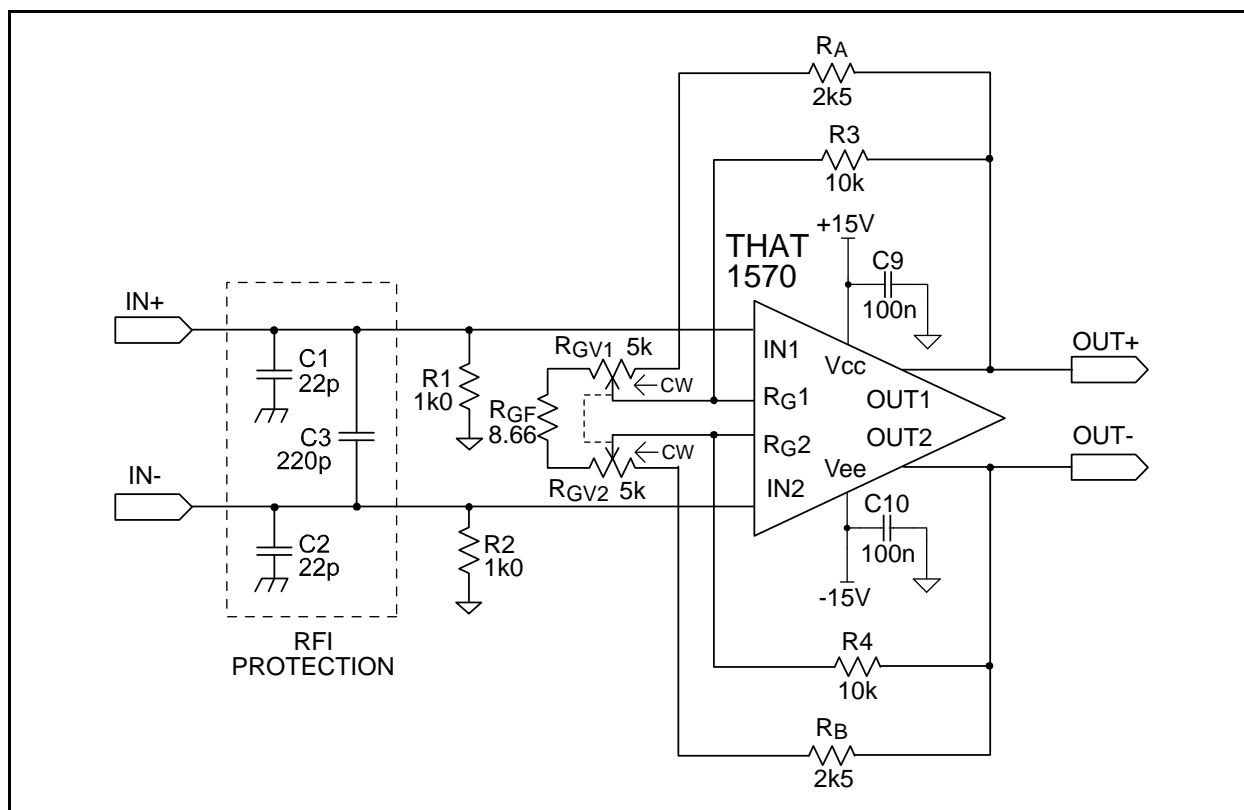 RA
2k5
R3
10k
+15V
THAT
1570
C9
100n
IN+
C1
22p
C3
220p
R1
1k0
RGV1 5k
CW
RGF
8.66
CW
RGV2 5k
IN1
RG1
RG2
IN2
Vcc
OUT1
OUT2
Vee
OUT+
OUT-
IN-
C2
22p
R2
1k0
C10
100n
-15V
RFI
PROTECTION
R4
10k
RB
2k5